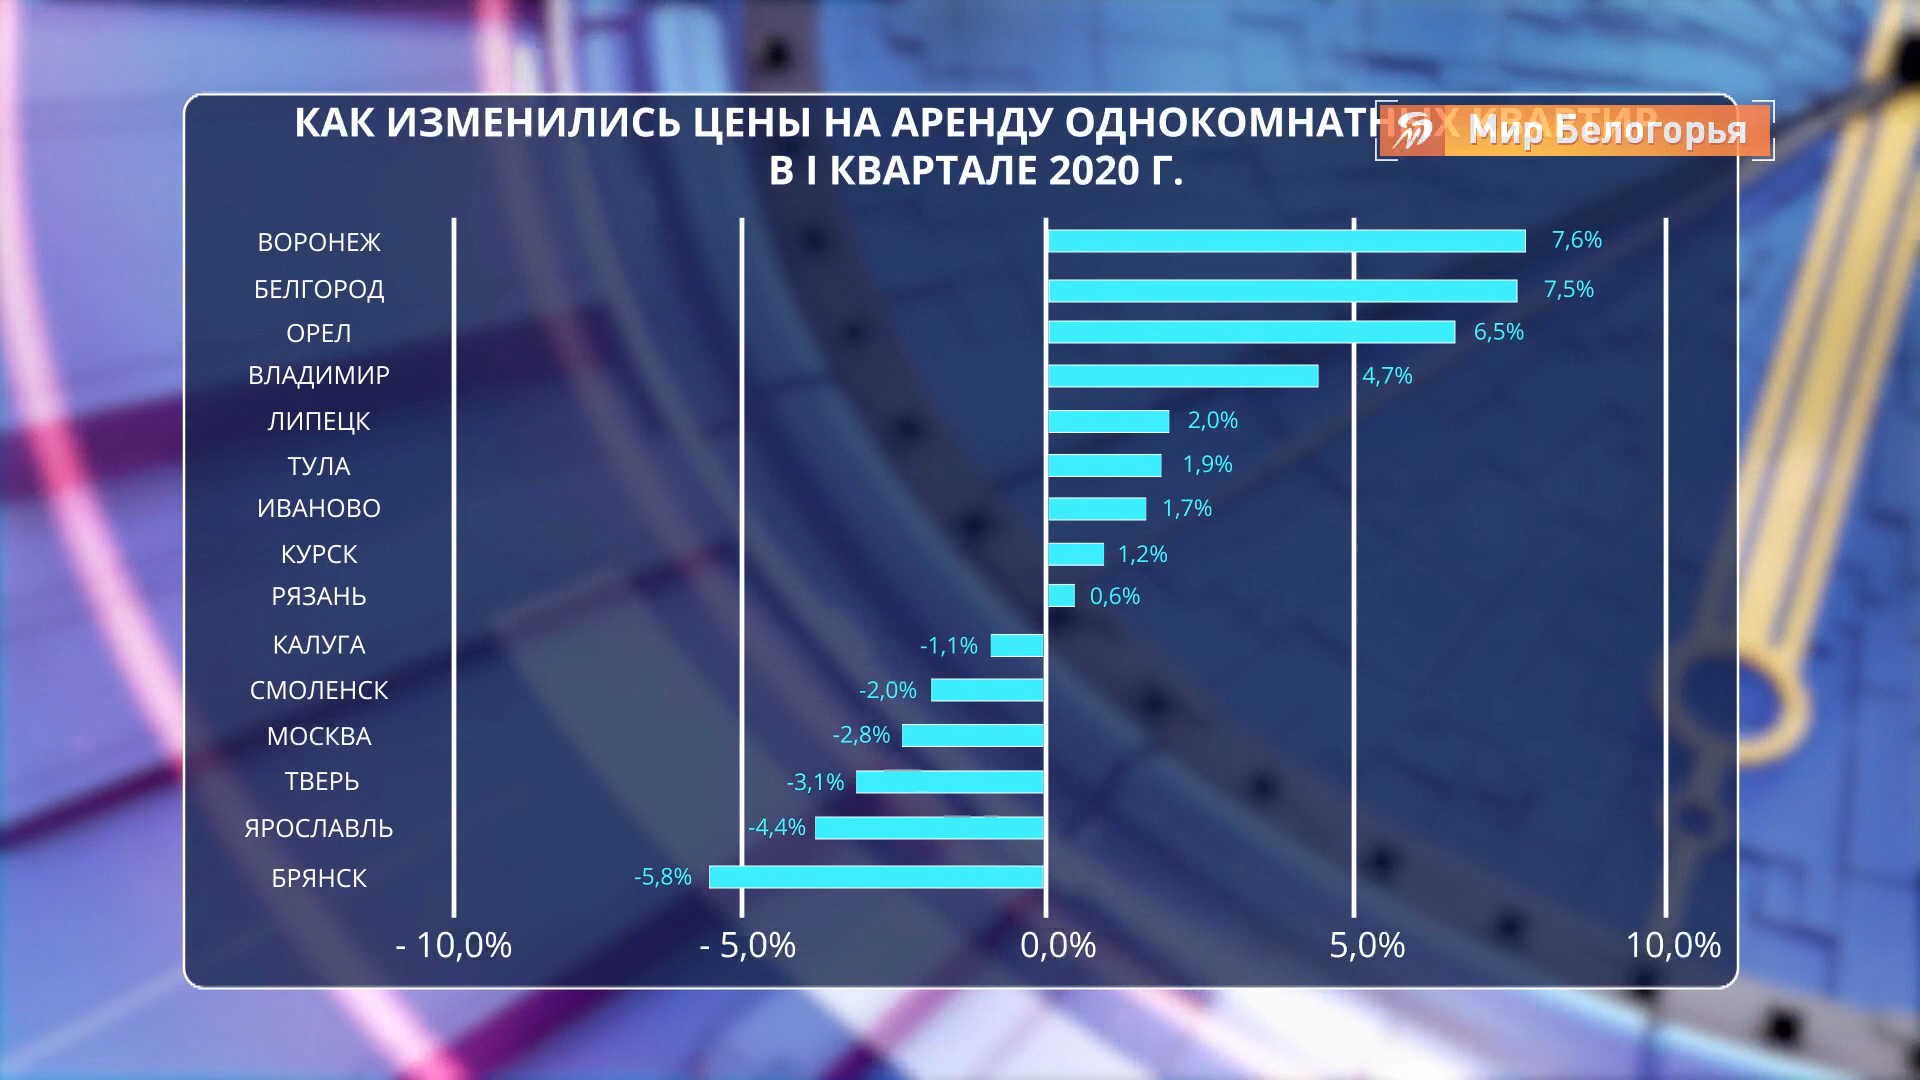 КАК ИЗМЕНИЛИСЬ ЦЕНЫ НА АРЕНДУ ОДНОКОМНАТНЫХ КВАРТИР
Мир Белогорья
В I КВАРТАЛЕ 2020 Г.
ВОРОНЕЖ 7,6%
БЕЛГОРОД 7,5%
ОРЕЛ 6,5%
ВЛАДИМИР 4,7%
ЛИПЕЦК 2,0%
ТУЛА 1,9%
ИВАНОВО 1,7%
КУРСК 1,2%
РЯЗАНЬ 0,6%
КАЛУГА -1,1%
СМОЛЕНСК -2,0%
МОСКВА -2,8%
ТВЕРЬ -3,1%
ЯРОСЛАВЛЬ -4,4%
БРЯНСК -5,8%
- 10,0% - 5,0% 0,0% 5,0% 10,0%